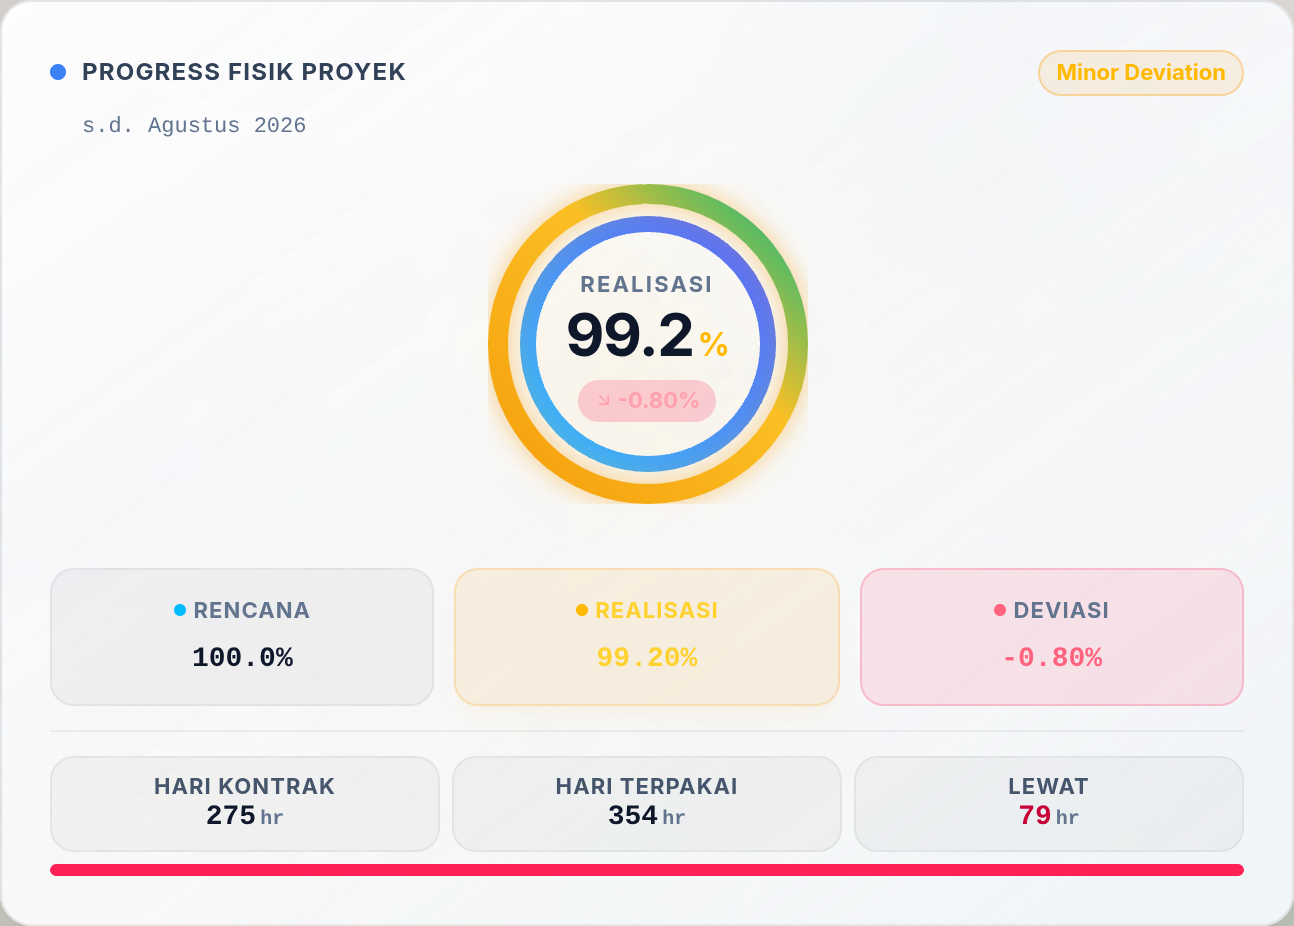 PROGRESS FISIK PROYEK
Minor Deviation
s.d. Agustus 2026
REALISASI
99.2%
↘ -0.80%
RENCANA
100.0%
REALISASI
99.20%
DEVIASI
-0.80%
HARI KONTRAK
275 hr
HARI TERPAKAI
354 hr
LEWAT
79 hr